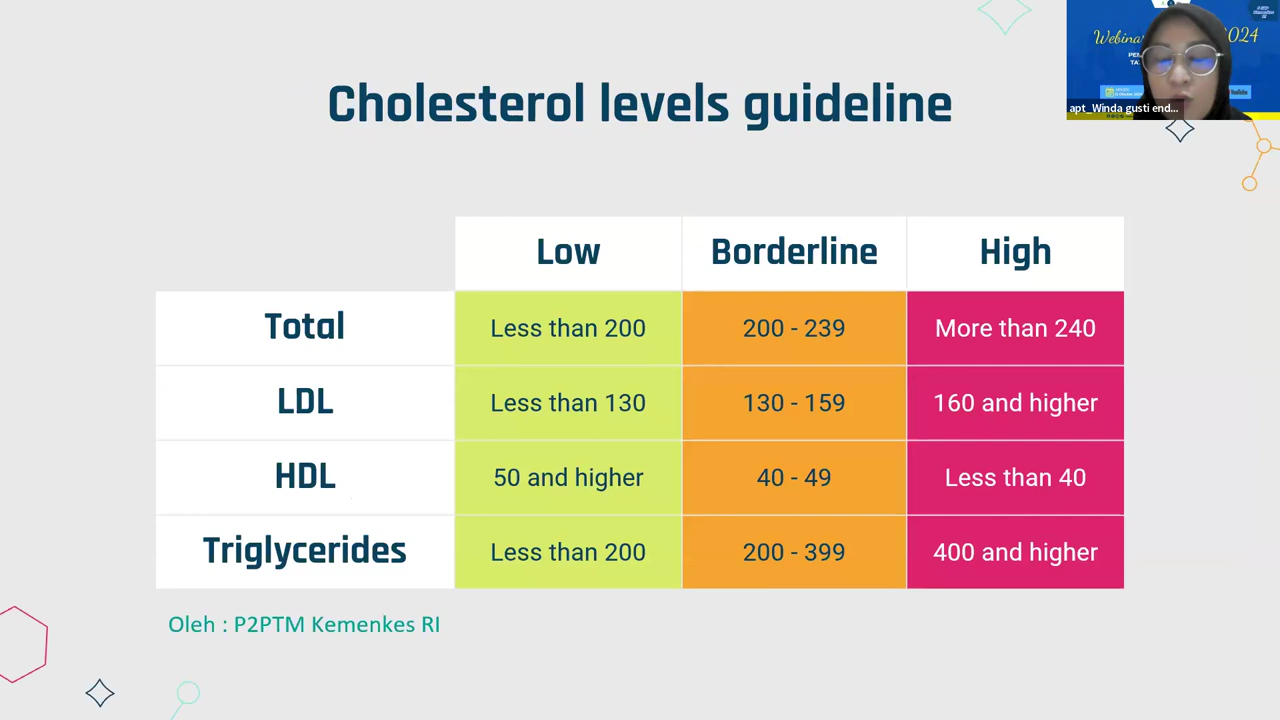 Cholesterol levels guideline
Webinar 2024
apt_Winda gusti end...
Low Borderline High
Total Less than 200 200 - 239 More than 240
LDL Less than 130 130 - 159 160 and higher
HDL 50 and higher 40 - 49 Less than 40
Triglycerides Less than 200 200 - 399 400 and higher
Oleh : P2PTM Kemenkes RI